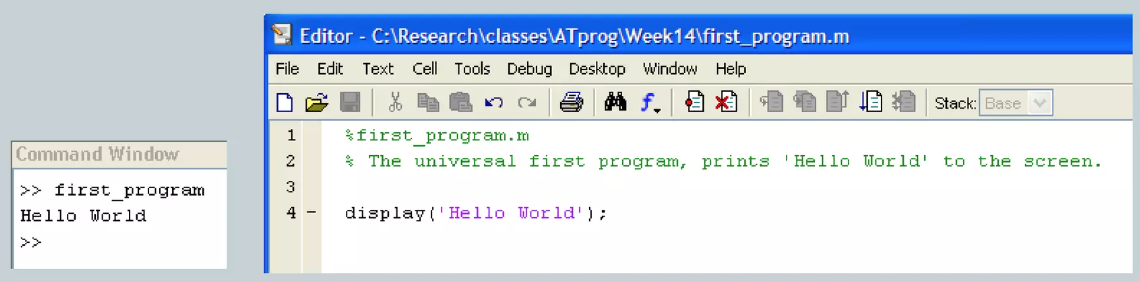 Command Window
>> first_program
Hello World
>>
Editor - C:\Research\classes\ATprog\Week14\first_program.m
File Edit Text Cell Tools Debug Desktop Window Help
Stack: Base
1 %first_program.m
2 % The universal first program, prints 'Hello World' to the screen.
3
4 - display('Hello World');